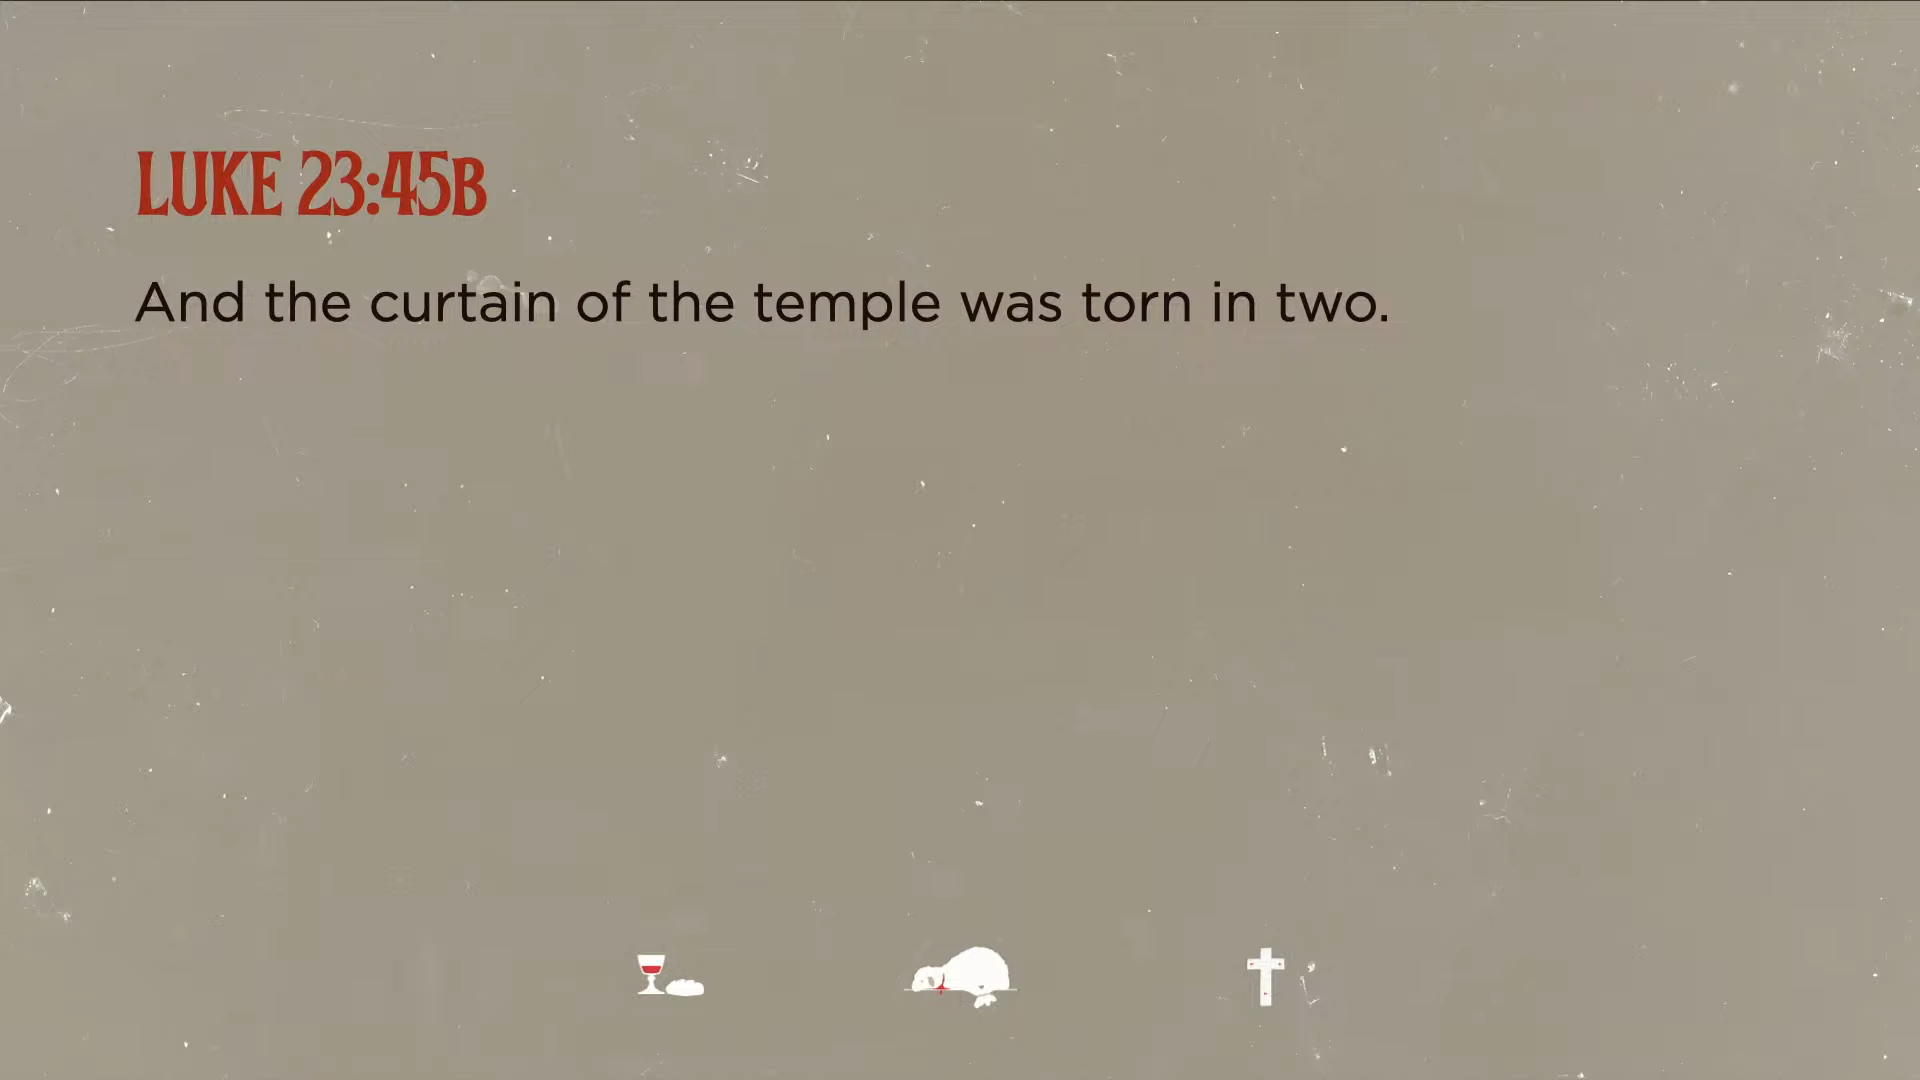 LUKE 23:45B
And the curtain of the temple was torn in two.